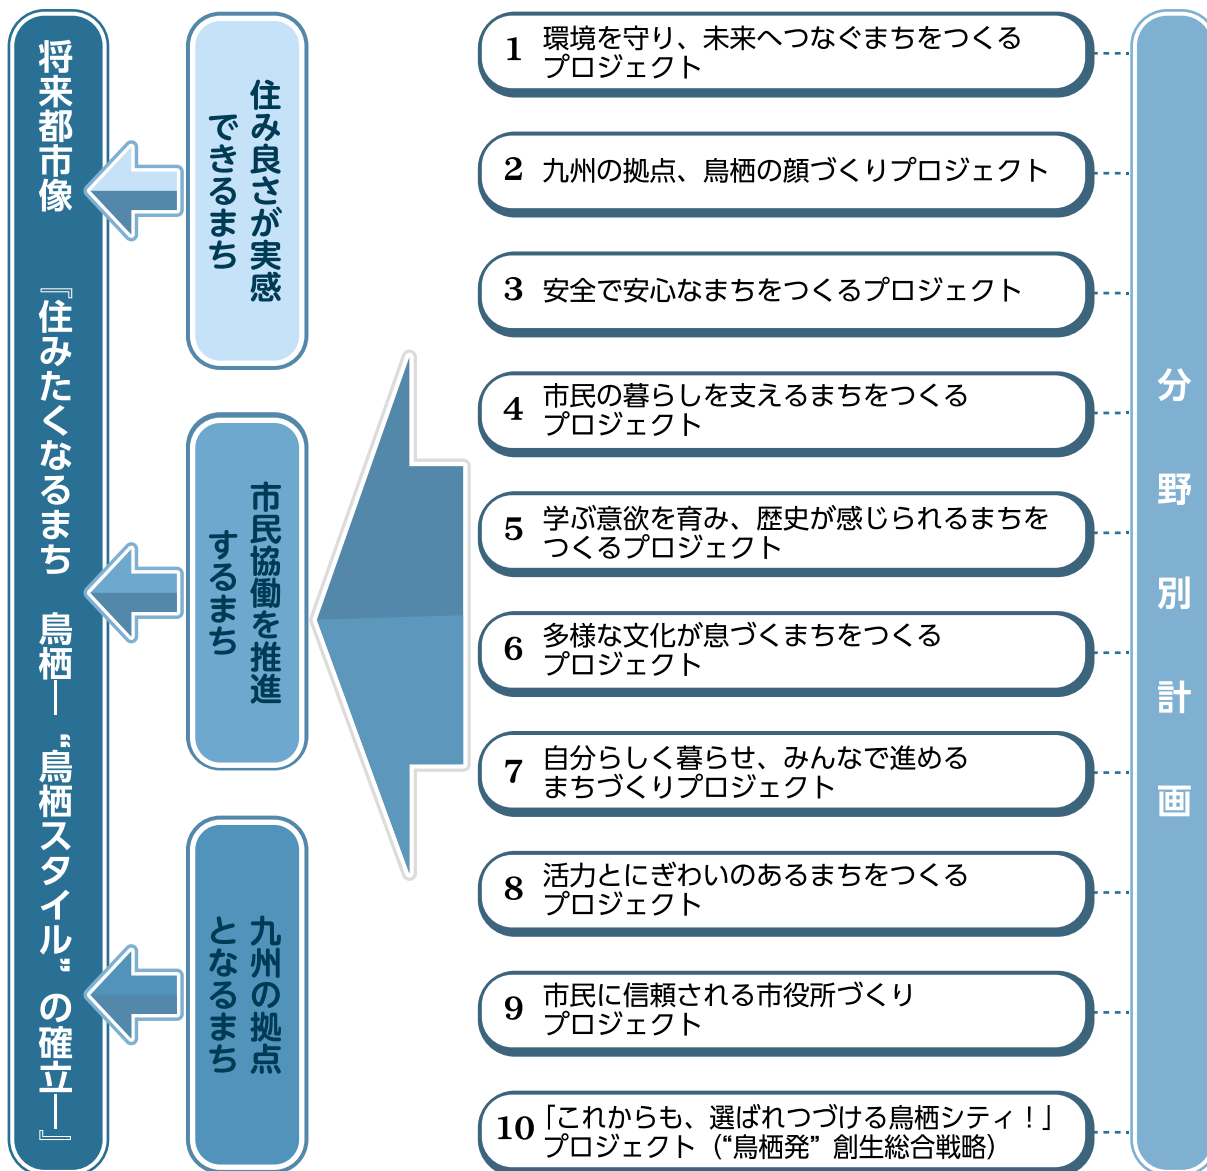 将来都市像　『住みたくなるまち　鳥栖―“鳥栖スタイル”の確立―』
住み良さが実感
できるまち
市民協働を推進
するまち
九州の拠点
となるまち
1 環境を守り、未来へつなぐまちをつくる
プロジェクト
2 九州の拠点、鳥栖の顔づくりプロジェクト
3 安全で安心なまちをつくるプロジェクト
4 市民の暮らしを支えるまちをつくる
プロジェクト
5 学ぶ意欲を育み、歴史が感じられるまちを
つくるプロジェクト
6 多様な文化が息づくまちをつくる
プロジェクト
7 自分らしく暮らせ、みんなで進める
まちづくりプロジェクト
8 活力とにぎわいのあるまちをつくる
プロジェクト
9 市民に信頼される市役所づくり
プロジェクト
10 「これからも、選ばれつづける鳥栖シティ！」
プロジェクト（“鳥栖発”創生総合戦略）
分野別計画